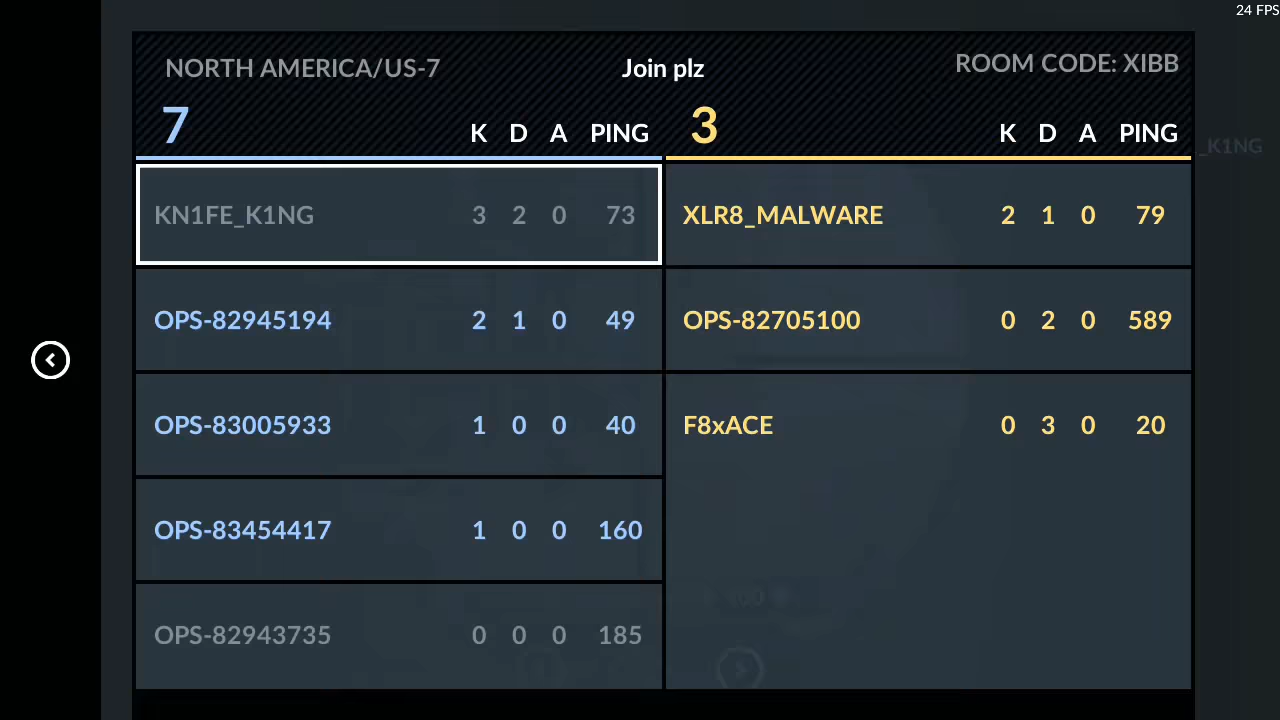 24 FPS
NORTH AMERICA/US-7 Join plz ROOM CODE: XIBB
7 K D A PING 3 K D A PING
_K1NG
KN1FE_K1NG 3 2 0 73 XLR8_MALWARE 2 1 0 79
OPS-82945194 2 1 0 49 OPS-82705100 0 2 0 589
OPS-83005933 1 0 0 40 F8xACE 0 3 0 20
OPS-83454417 1 0 0 160
OPS-82943735 0 0 0 185